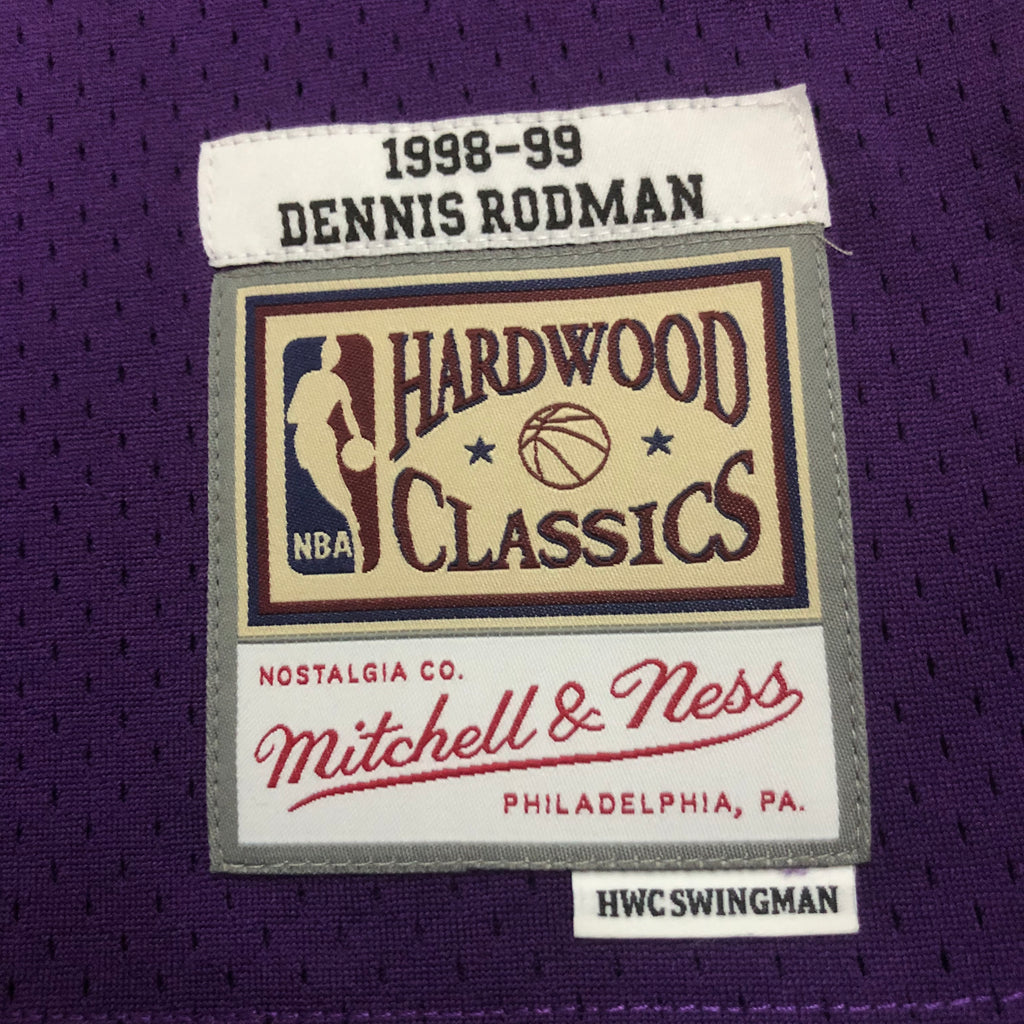 1998-99
DENNIS RODMAN
HARDWOOD
CLASSICS
NBA
NOSTALGIA CO.
Mitchell & Ness
PHILADELPHIA, PA.
HWC SWINGMAN